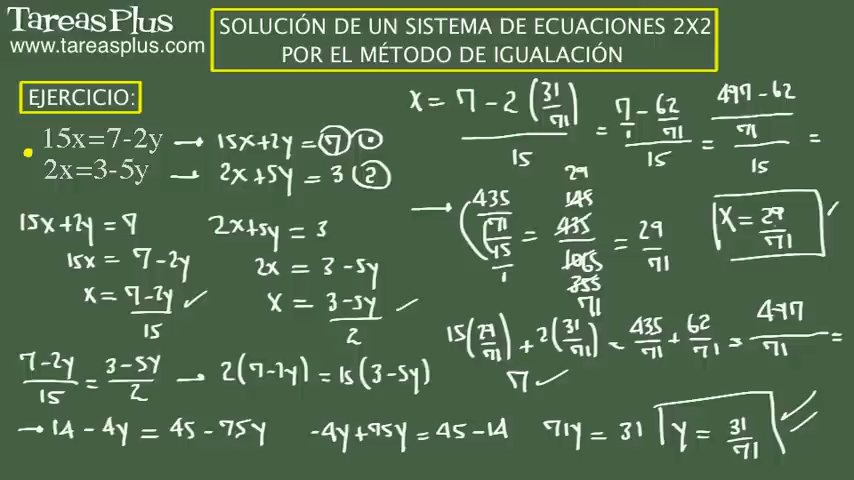 TareasPlus
www.tareasplus.com
SOLUCIÓN DE UN SISTEMA DE ECUACIONES 2X2
POR EL MÉTODO DE IGUALACIÓN
EJERCICIO:
15x=7-2y → 15x+2y = 7 ①
2x=3-5y → 2x+5y = 3 ②
15x+2y = 7
15x = 7-2y
x = 7-2y/15 ✓
2x+5y = 3
2x = 3-5y
x = 3-5y/2 ✓
7-2y/15 = 3-5y/2 → 2(7-2y) = 15(3-5y)
→ 14 - 4y = 45 - 75y
-4y+75y = 45-14
71y = 31
y = 31/71 ✓
x = 7-2(31/71)/15 = 7/1 - 62/71/15 = 497-62/71/15 =
→ 435/71/15/1 = 29 145 435/1065 355 71 = 29/71
x = 29/71 ✓
15(29/71) + 2(31/71) = 435/71 + 62/71 = 497/71 =
7 ✓